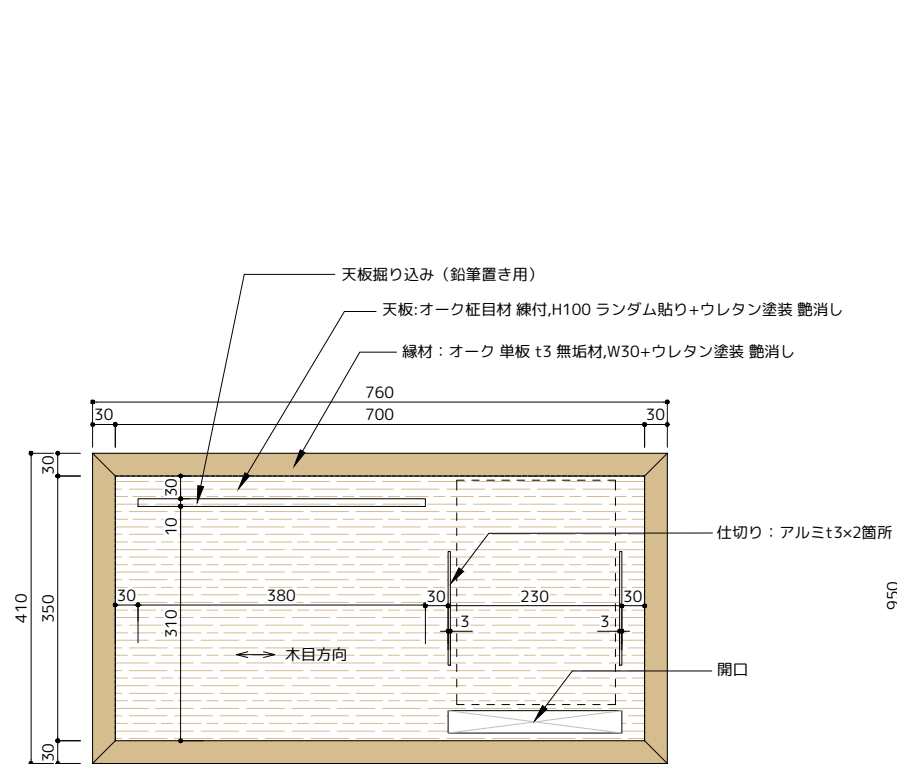 天板掘り込み（鉛筆置き用）
天板:オーク柾目材 練付,H100 ランダム貼り+ウレタン塗装 艶消し
縁材：オーク 単板 t3 無垢材,W30+ウレタン塗装 艶消し
760
30 700 30
30
30
10
仕切り：アルミt3×2箇所
410
350
950
30 380 30 230 30
310
3 3
木目方向
開口
30